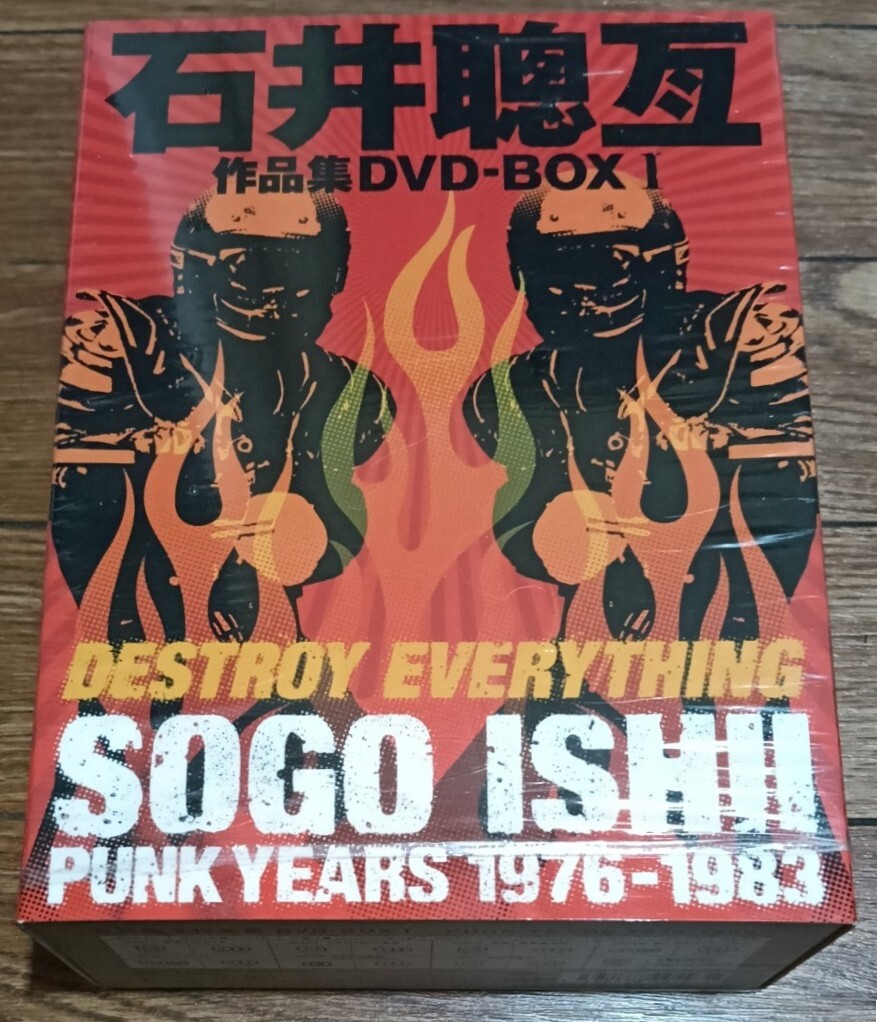 石井聰亙
作品集DVD-BOX I
DESTROY EVERYTHING
SOGO ISHII
PUNK YEARS 1976-1983